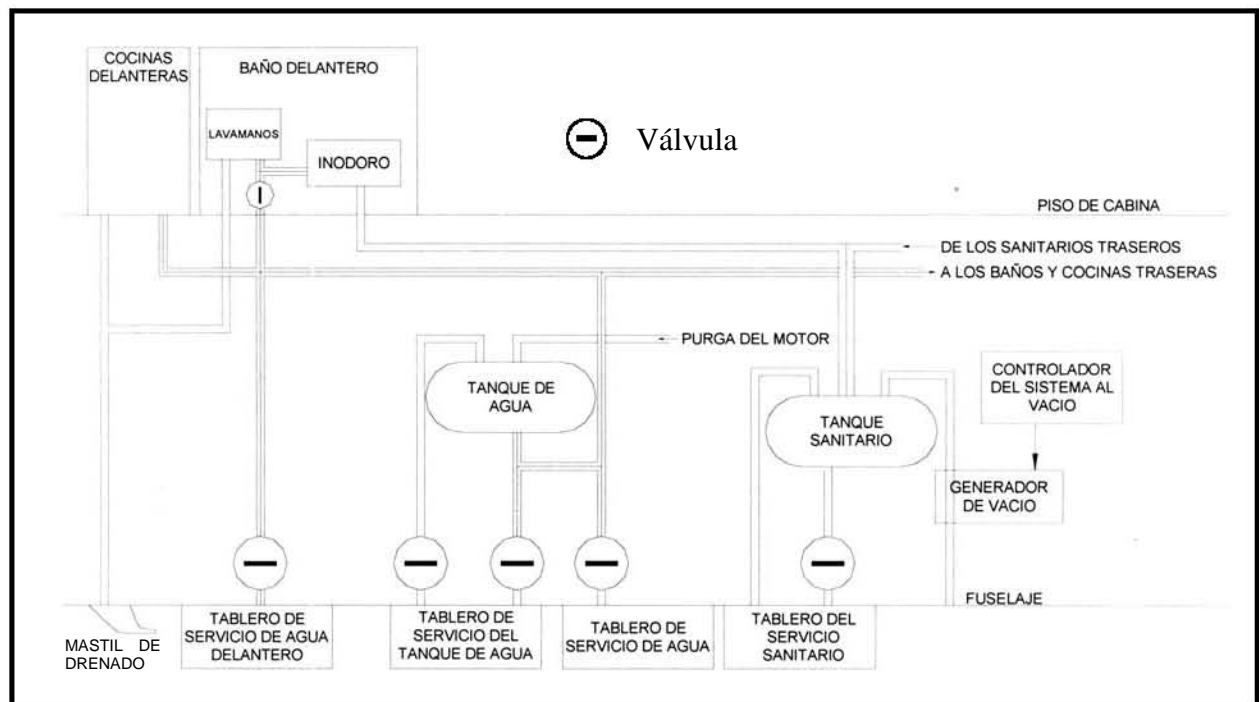 COCINAS
DELANTERAS
BAÑO DELANTERO
LAVAMANOS
INODORO
Válvula
PISO DE CABINA
DE LOS SANITARIOS TRASEROS
A LOS BAÑOS Y COCINAS TRASERAS
PURGA DEL MOTOR
TANQUE DE
AGUA
TANQUE
SANITARIO
CONTROLADOR
DEL SISTEMA AL
VACIO
GENERADOR
DE VACIO
FUSELAJE
MASTIL DE
DRENADO
TABLERO DE
SERVICIO DE AGUA
DELANTERO
TABLERO DE
SERVICIO DEL
TANQUE DE AGUA
TABLERO DE
SERVICIO DE AGUA
TABLERO DEL
SERVICIO
SANITARIO